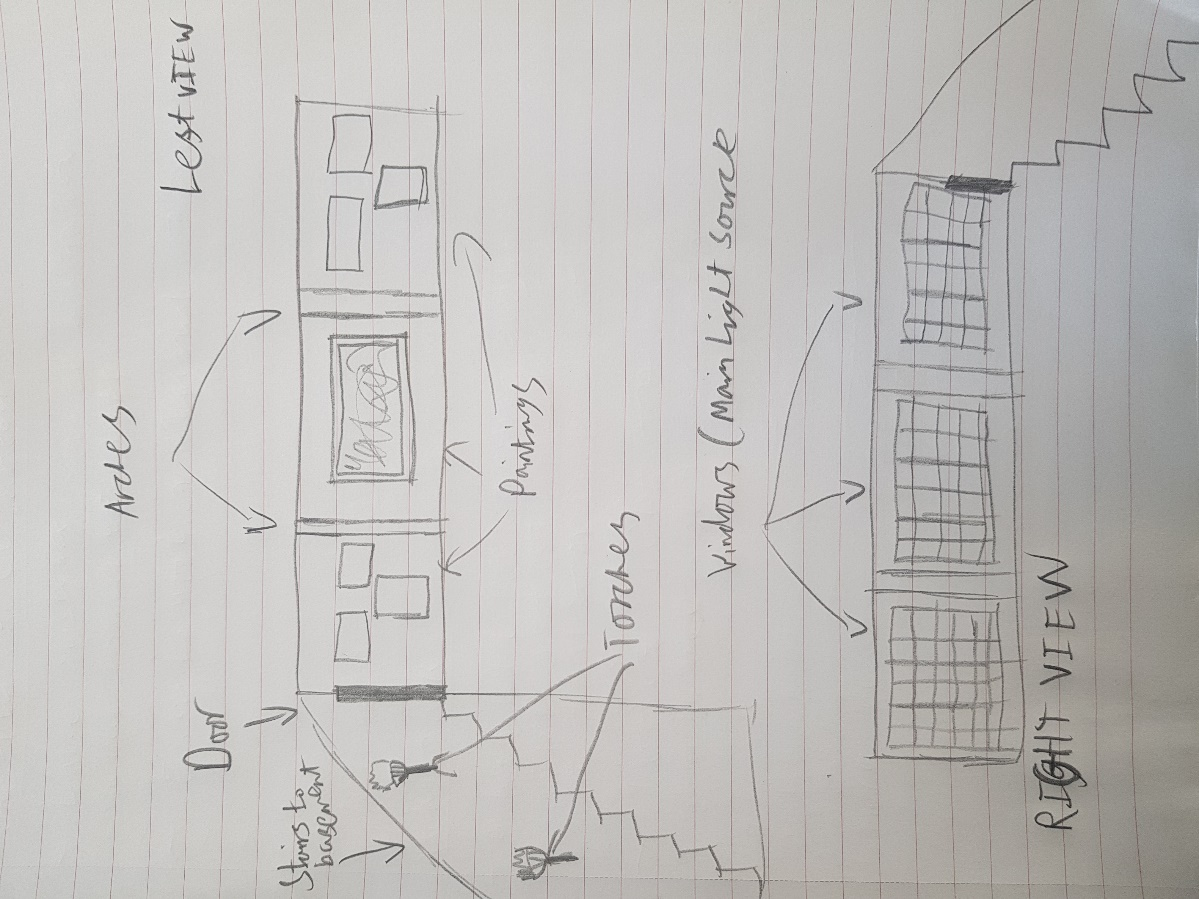 Left VIEW
Arches
Door
Stairs to
basement
Paintings
Torches
Windows (Main Light Source
RIGHT VIEW